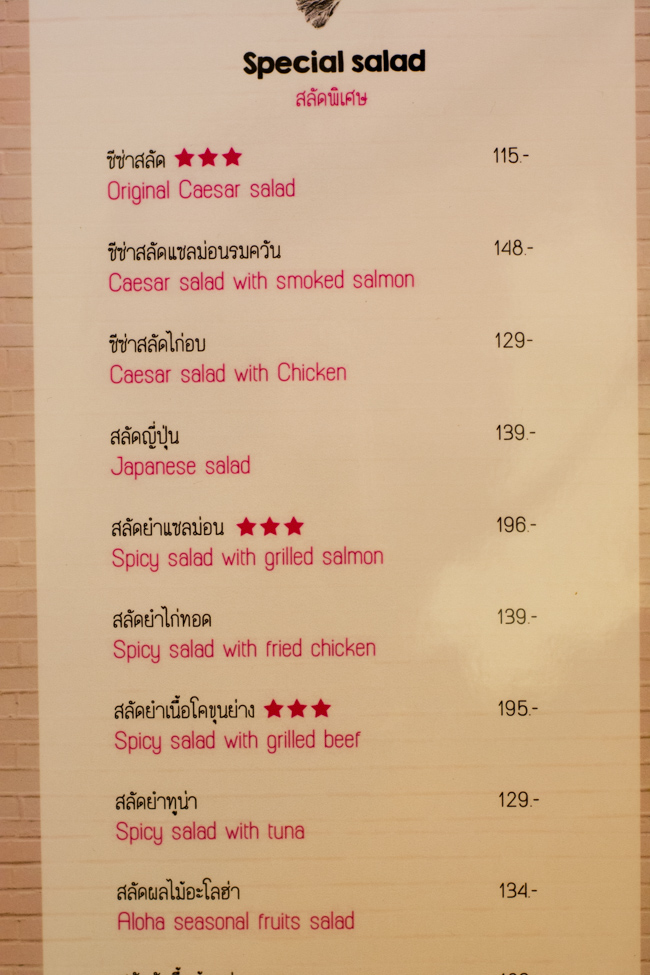 Special salad
สลัดพิเศษ
ซีซ่าสลัด ★★★ 115.-
Original Caesar salad
ซีซ่าสลัดแซลม่อนรมควัน 148.-
Caesar salad with smoked salmon
ซีซ่าสลัดไก่อบ 129-
Caesar salad with Chicken
สลัดญี่ปุ่น 139.-
Japanese salad
สลัดยำแซลม่อน ★★★ 196.-
Spicy salad with grilled salmon
สลัดยำไก่ทอด 139.-
Spicy salad with fried chicken
สลัดยำเนื้อโคขุนย่าง ★★★ 195.-
Spicy salad with grilled beef
สลัดยำทูน่า 129.-
Spicy salad with tuna
สลัดผลไม้อะโลฮ่า 134.-
Aloha seasonal fruits salad